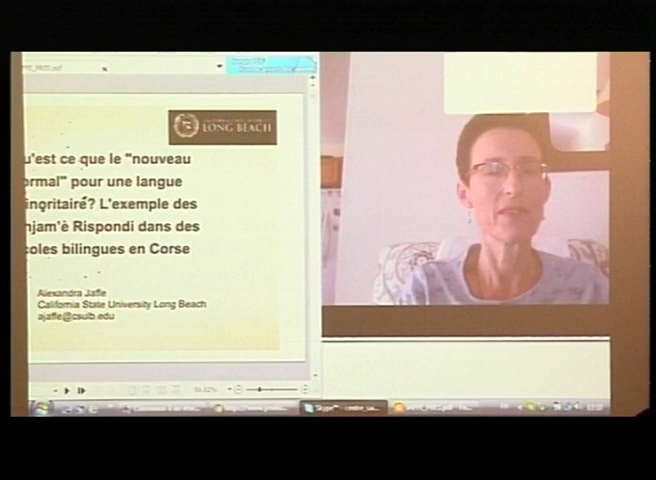 LONG BEACH
u'est ce que le "nouveau
ormal" pour une langue
inoritaire? L'exemple des
njam'è Rispondi dans des
coles bilingues en Corse
Alexandra Jaffe
California State University Long Beach
ajaffe@csulb.edu